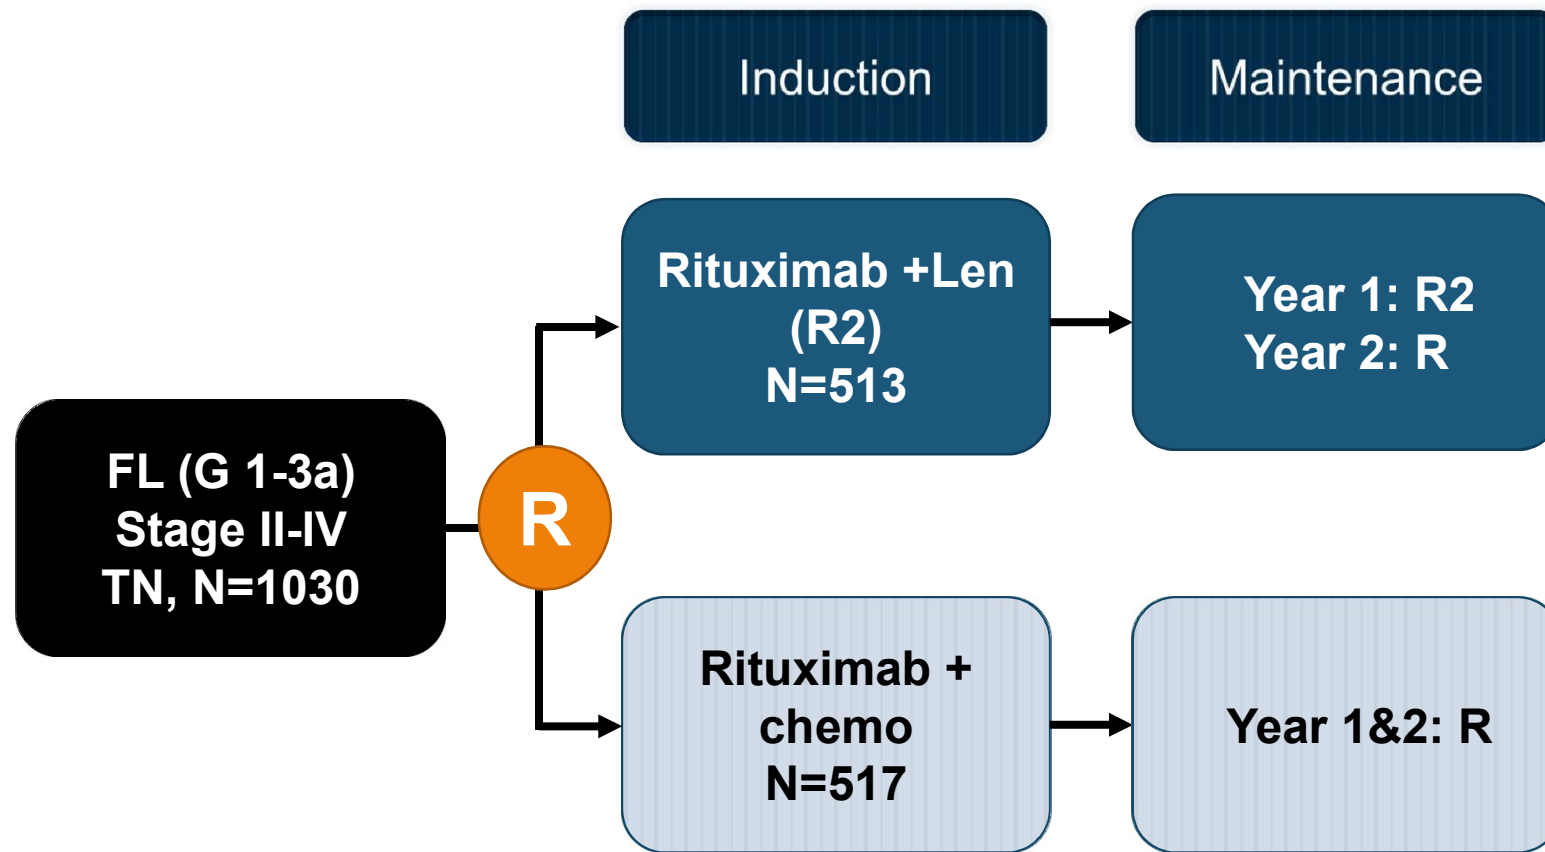 Induction
Maintenance
Rituximab +Len
(R2)
N=513
Year 1: R2
Year 2: R
FL (G 1-3a)
Stage II-IV
TN, N=1030
R
Rituximab +
chemo
N=517
Year 1&2: R